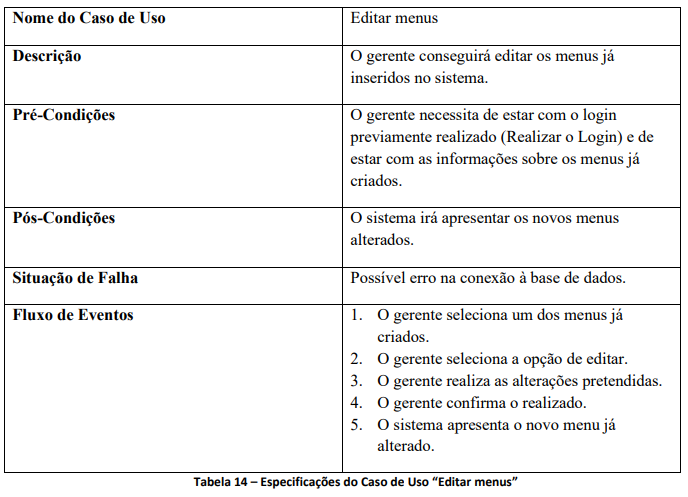 Nome do Caso de Uso
Editar menus
Descrição
O gerente conseguirá editar os menus já
inseridos no sistema.
Pré-Condições
O gerente necessita de estar com o login
previamente realizado (Realizar o Login) e de
estar com as informações sobre os menus já
criados.
Pós-Condições
O sistema irá apresentar os novos menus
alterados.
Situação de Falha
Possível erro na conexão à base de dados.
Fluxo de Eventos
1. O gerente seleciona um dos menus já
criados.
2. O gerente seleciona a opção de editar.
3. O gerente realiza as alterações pretendidas.
4. O gerente confirma o realizado.
5. O sistema apresenta o novo menu já
alterado.
Tabela 14 – Especificações do Caso de Uso “Editar menus”